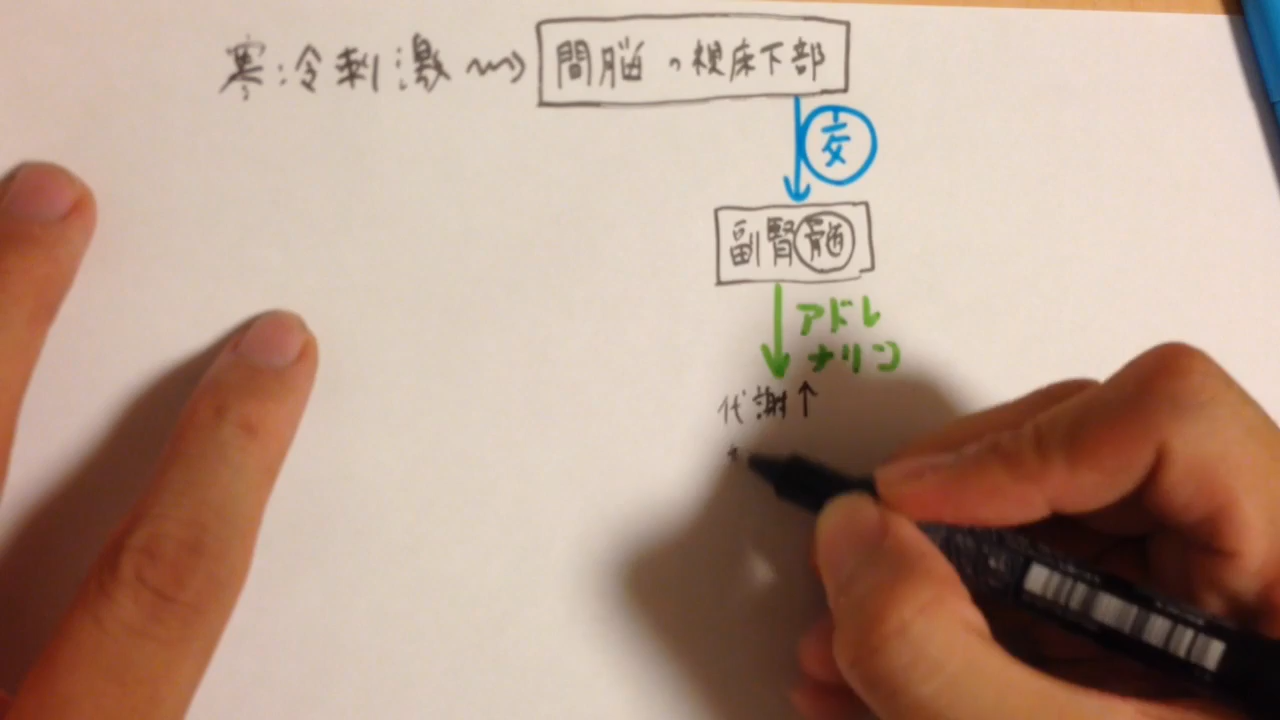 寒冷刺激 → 間脳の視床下部
交
副腎髄
アドレ
ナリン
代謝↑